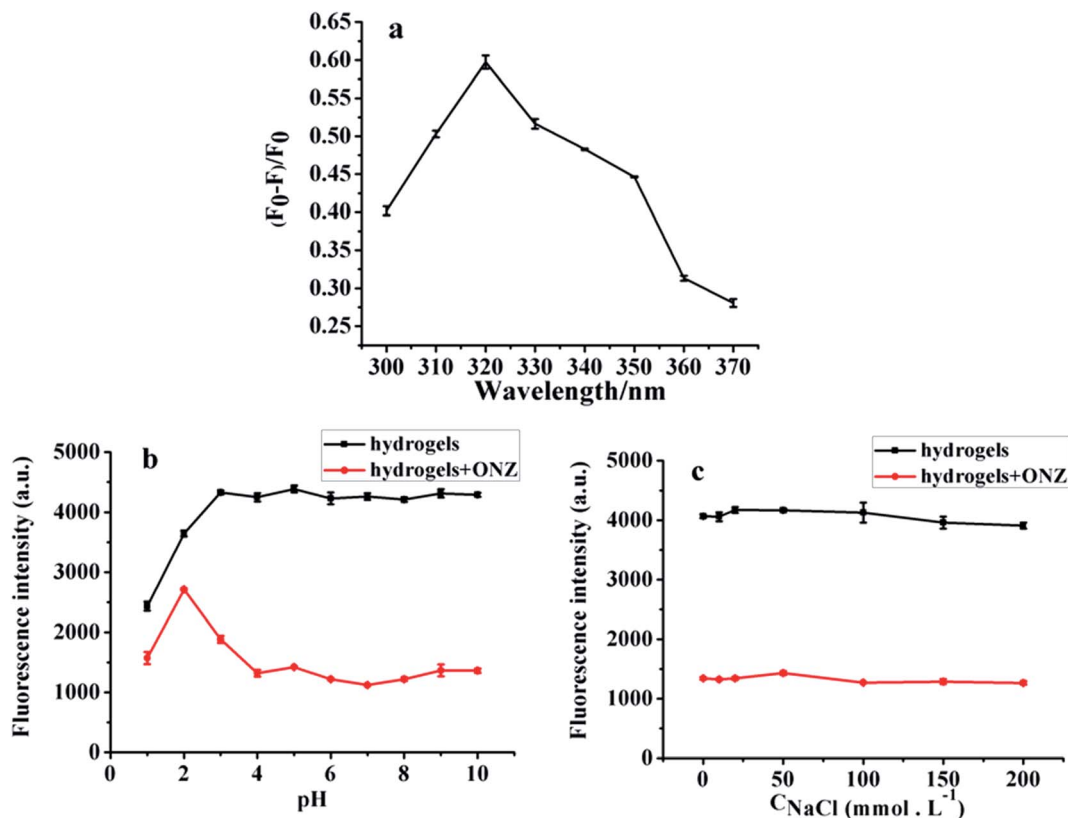 a
(F0-F)/F0
0.65
0.60
0.55
0.50
0.45
0.40
0.35
0.30
0.25
300 310 320 330 340 350 360 370
Wavelength/nm
b
hydrogels
hydrogels+ONZ
Fluorescence intensity (a.u.)
5000
4000
3000
2000
1000
0
0 2 4 6 8 10
pH
c
hydrogels
hydrogels+ONZ
Fluorescence intensity (a.u.)
5000
4000
3000
2000
1000
0
0 50 100 150 200
CNaCl (mmol . L-1)